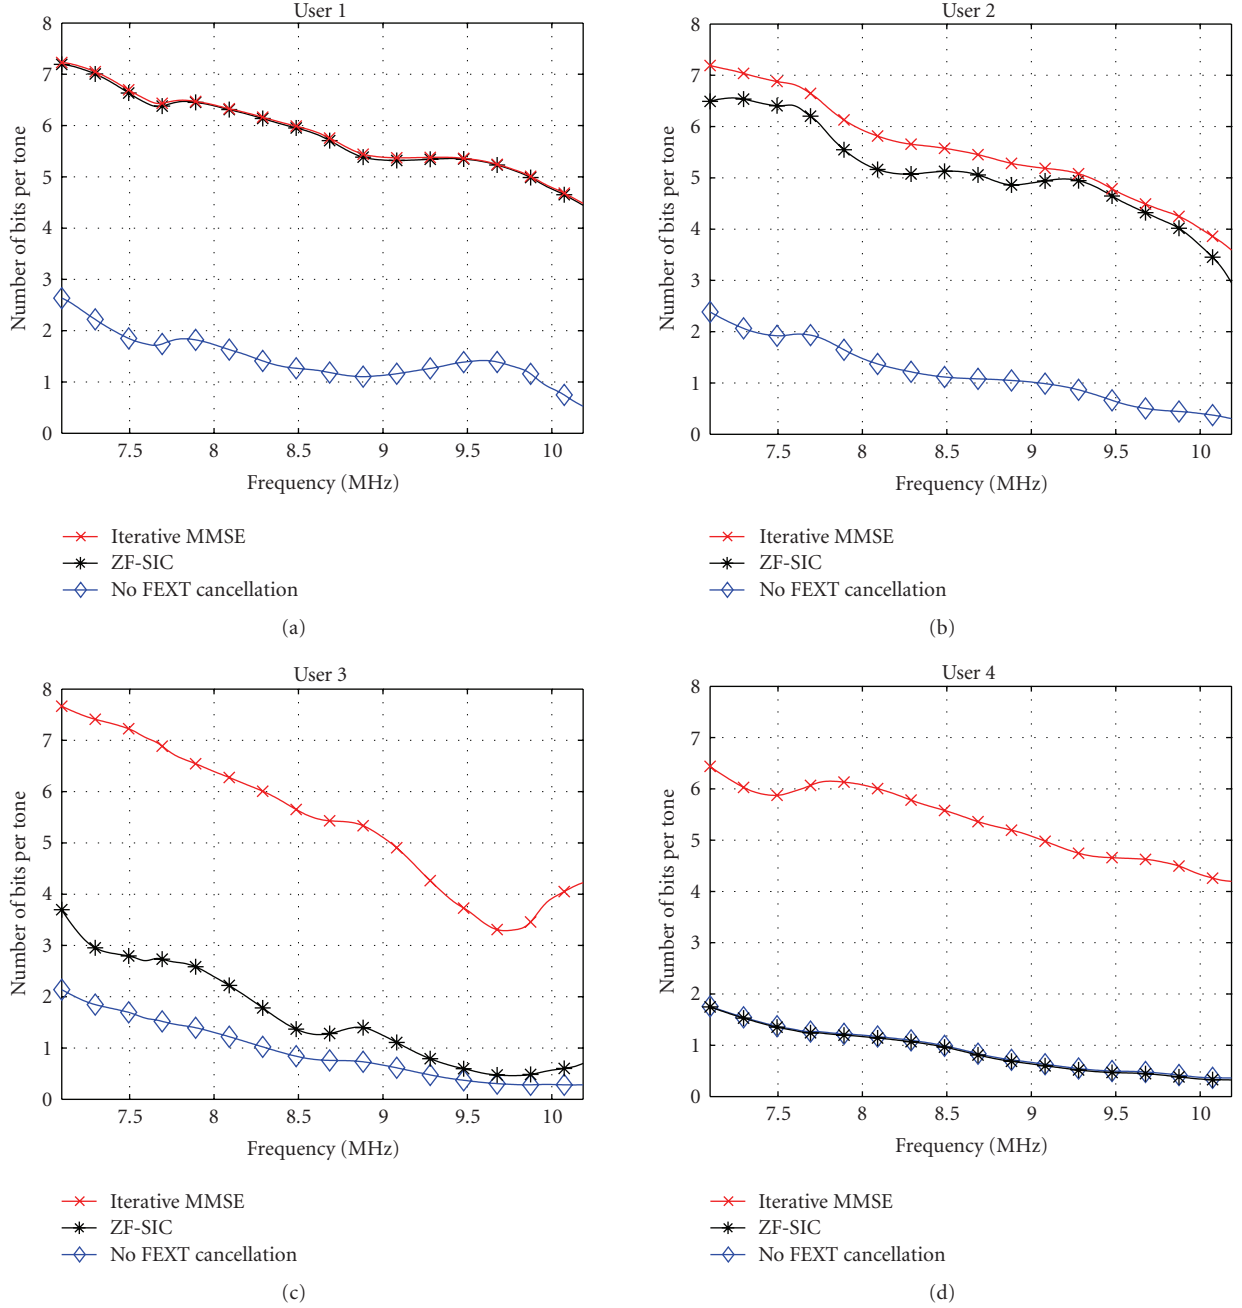 User 1
8
7
6
5
4
3
2
1
0
Number of bits per tone
7.5 8 8.5 9 9.5 10
Frequency (MHz)
Iterative MMSE
ZF-SIC
No FEXT cancellation
(a)
User 2
8
7
6
5
4
3
2
1
0
Number of bits per tone
7.5 8 8.5 9 9.5 10
Frequency (MHz)
Iterative MMSE
ZF-SIC
No FEXT cancellation
(b)
User 3
8
7
6
5
4
3
2
1
0
Number of bits per tone
7.5 8 8.5 9 9.5 10
Frequency (MHz)
Iterative MMSE
ZF-SIC
No FEXT cancellation
(c)
User 4
8
7
6
5
4
3
2
1
0
Number of bits per tone
7.5 8 8.5 9 9.5 10
Frequency (MHz)
Iterative MMSE
ZF-SIC
No FEXT cancellation
(d)